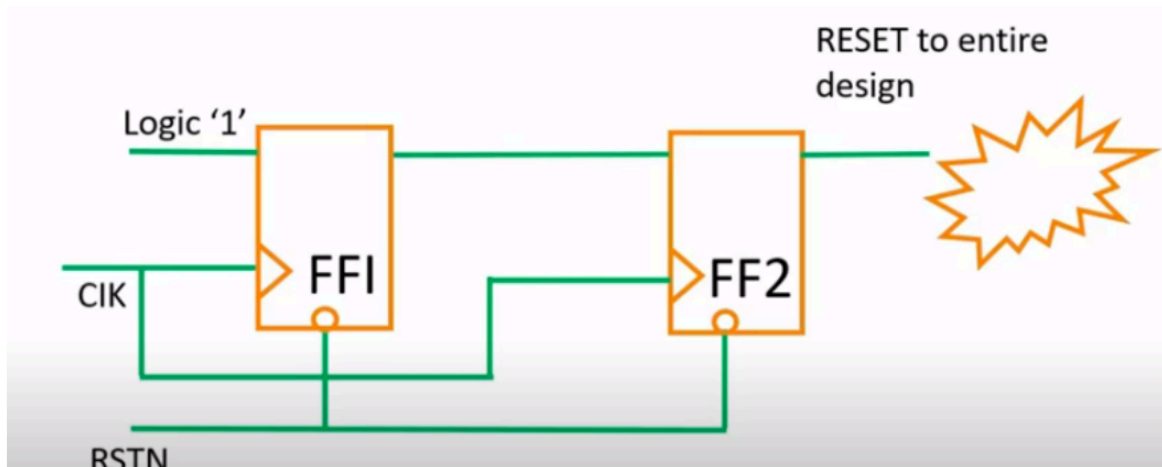 RESET to entire
design
Logic ‘1’
FFI
FF2
CIK
RSTN